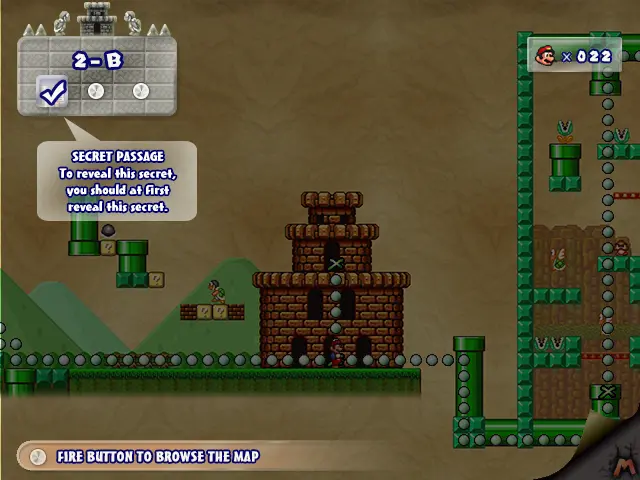 2-B
× 022
SECRET PASSAGE
To reveal this secret,
you should at first
reveal this secret.
FIRE BUTTON TO BROWSE THE MAP
M